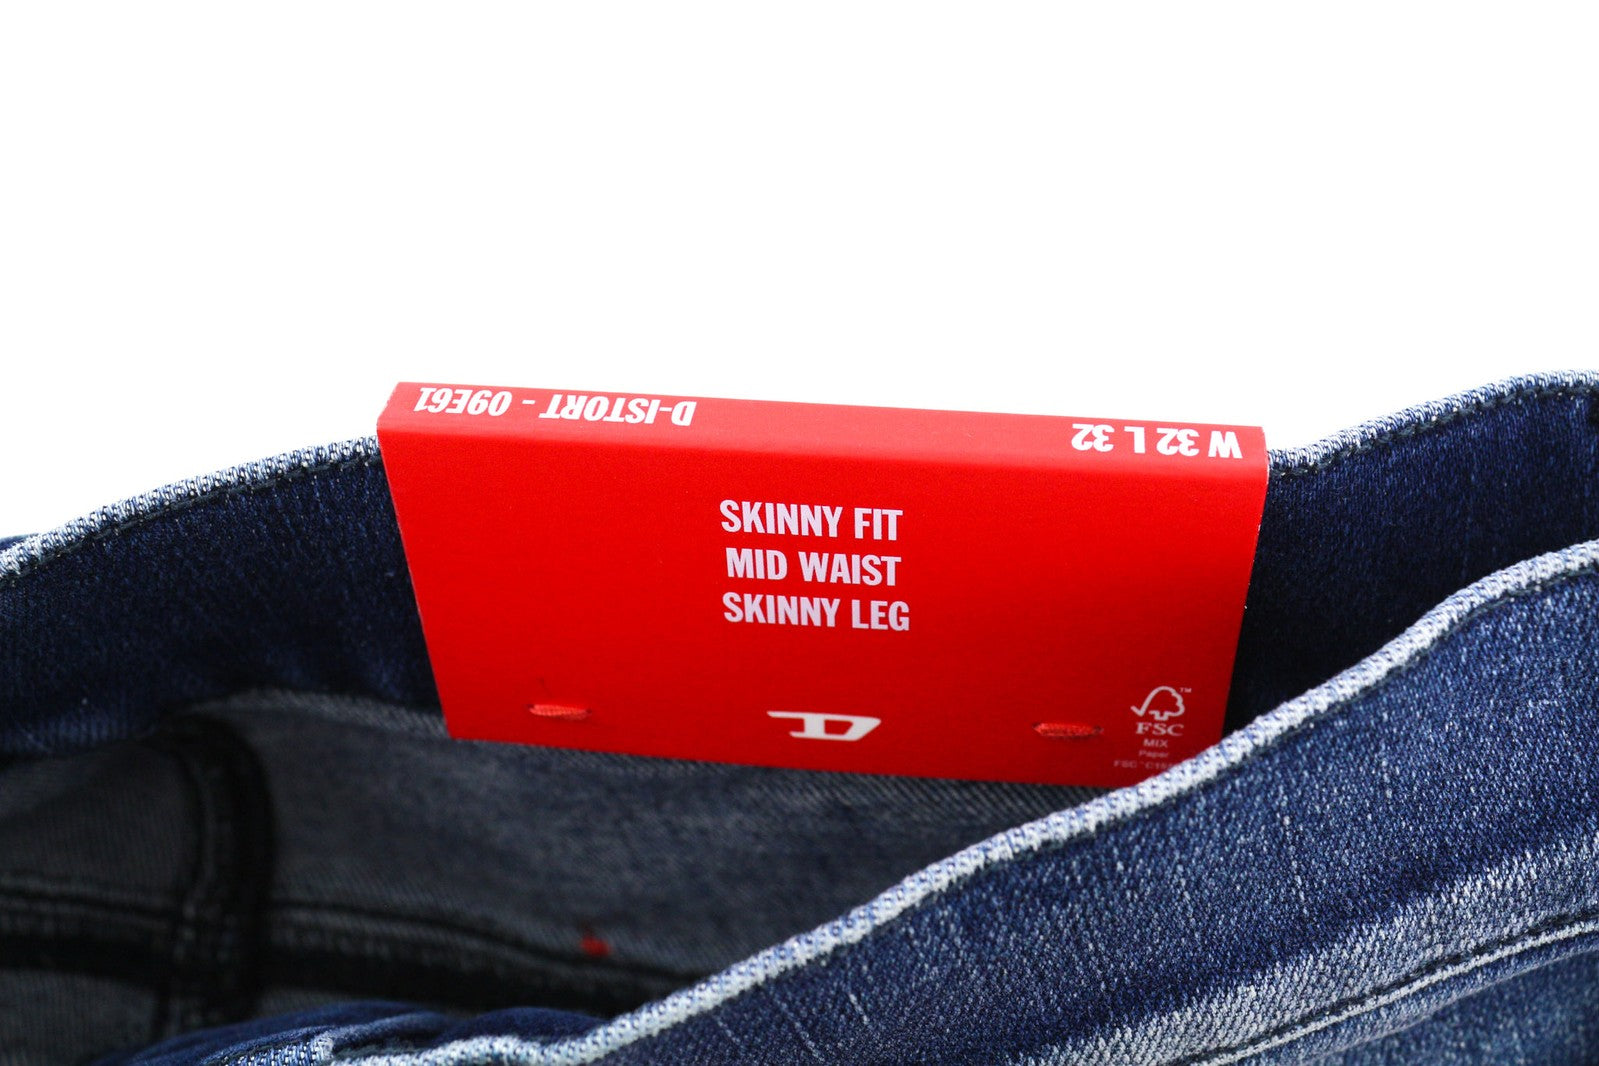 D-ISTORT - 09E61
W 32 L 32
SKINNY FIT
MID WAIST
SKINNY LEG
D
FSC
MIX
Paper